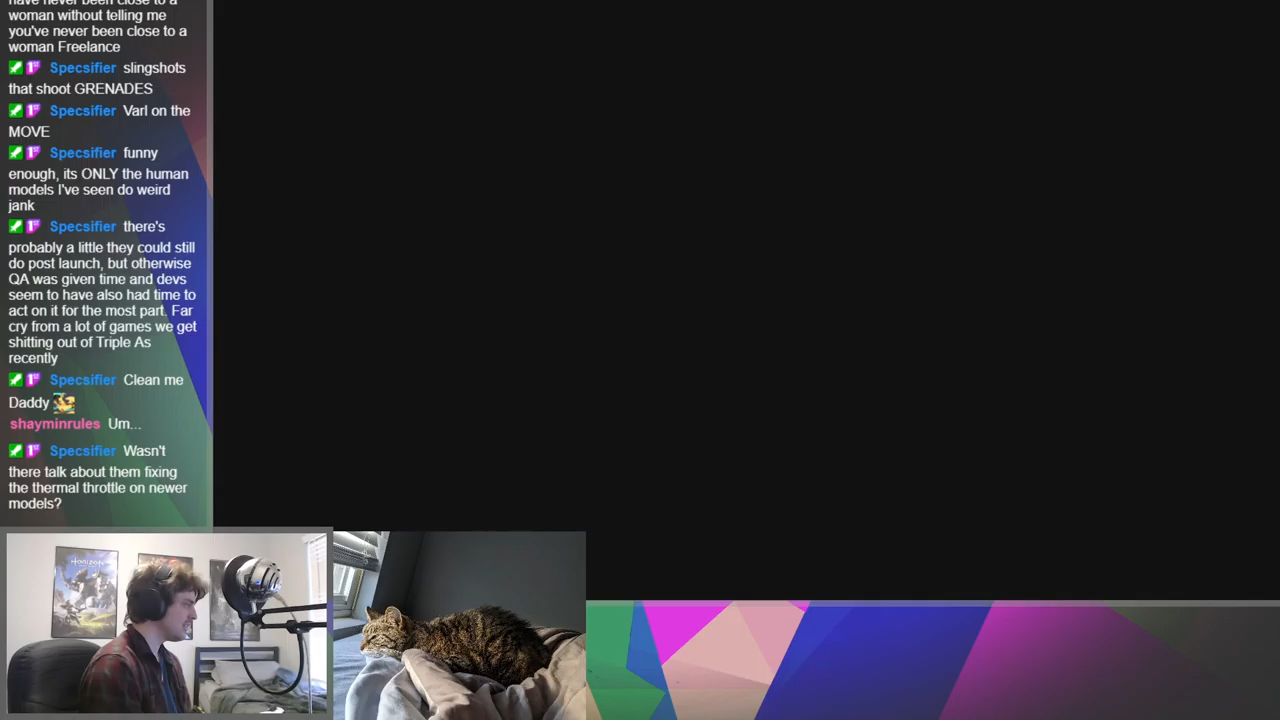 have never been close to a
woman without telling me
you've never been close to a
woman Freelance
Specsifier slingshots
that shoot GRENADES
Specsifier Varl on the
MOVE
Specsifier funny
enough, its ONLY the human
models I've seen do weird
jank
Specsifier there's
probably a little they could still
do post launch, but otherwise
QA was given time and devs
seem to have also had time to
act on it for the most part. Far
cry from a lot of games we get
shitting out of Triple As
recently
Specsifier Clean me
Daddy
shayminrules Um...
Specsifier Wasn't
there talk about them fixing
the thermal throttle on newer
models?
HORIZON